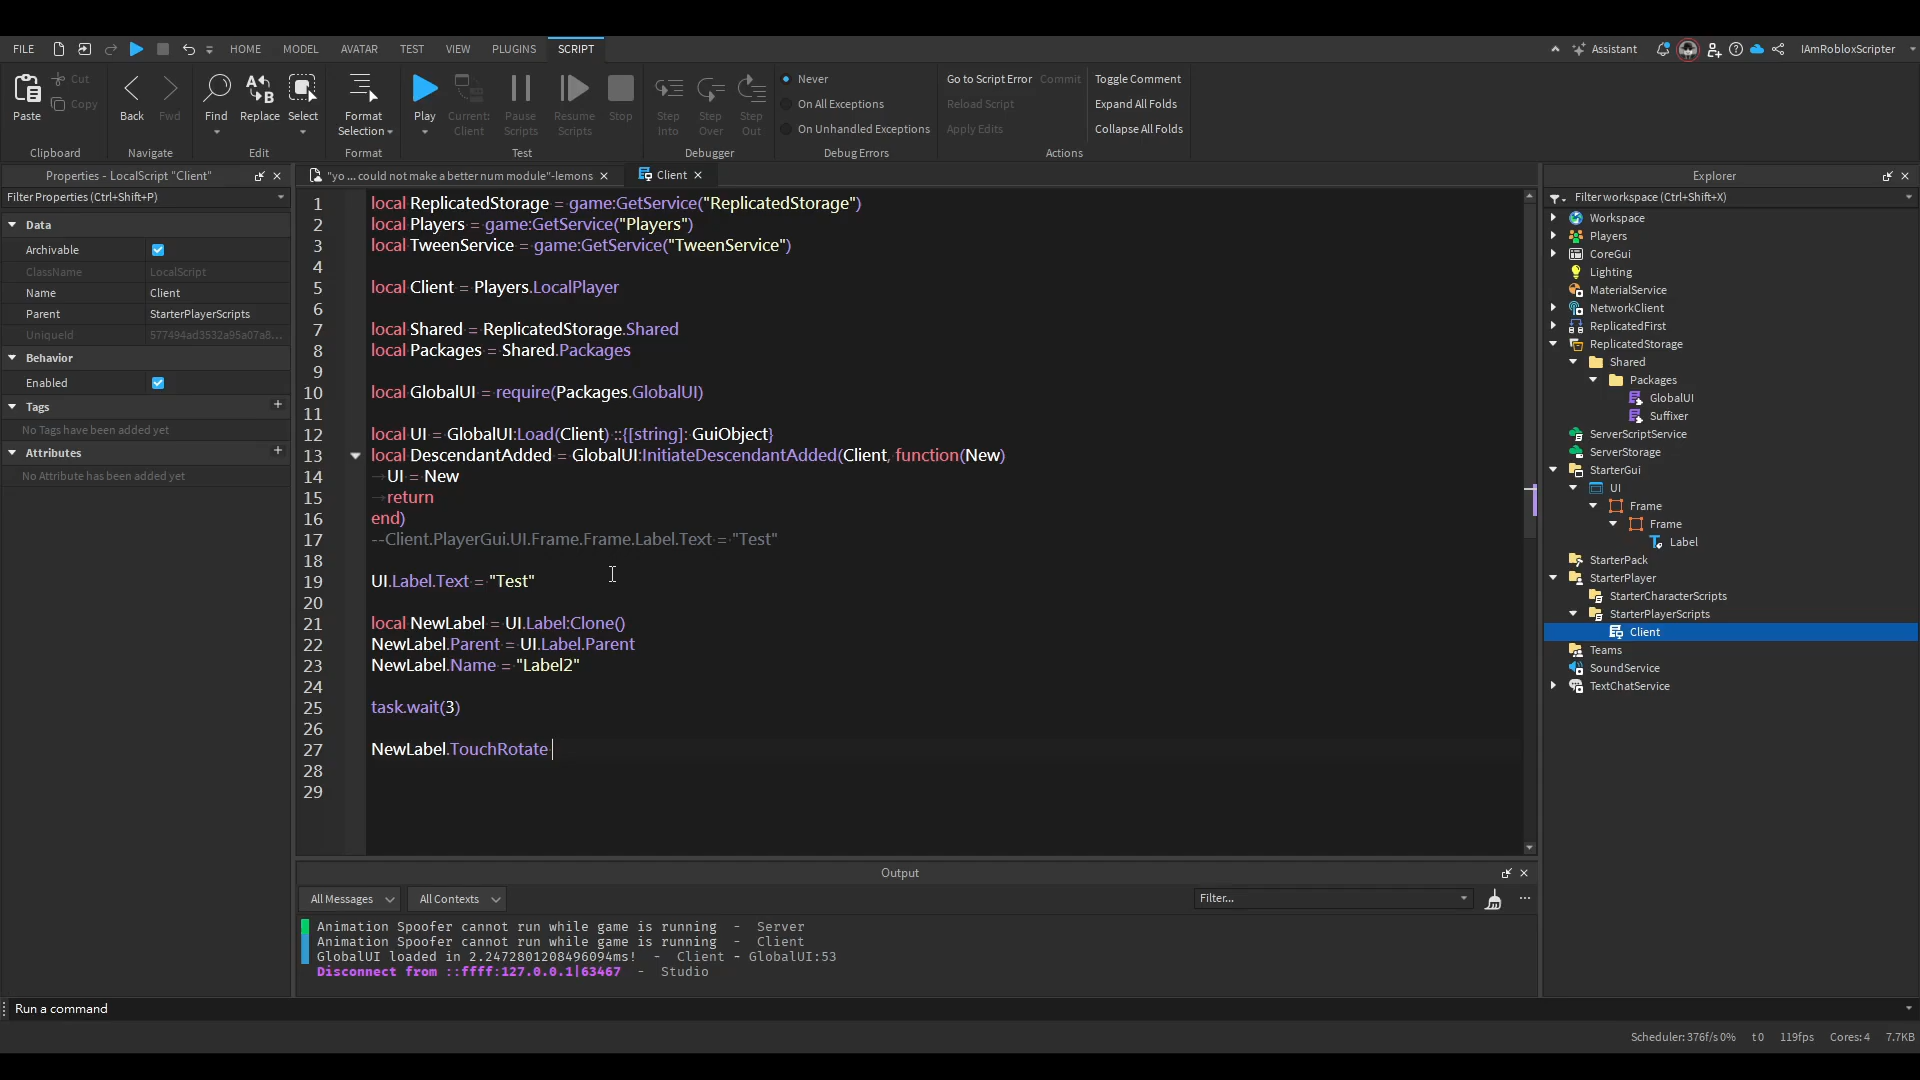 FILE HOME MODEL AVATAR TEST VIEW PLUGINS SCRIPT Assistant IAmRobloxScripter
Paste Cut Copy Clipboard
Back Fwd Navigate
Find Replace Select Edit
Format Selection Format
Play Current: Client Pause Scripts Resume Scripts Stop Test
Step Into Step Over Step Out Debugger
Never
On All Exceptions
On Unhandled Exceptions
Debug Errors
Go to Script Error Commit Toggle Comment
Reload Script Expand All Folds
Apply Edits Collapse All Folds
Actions
Properties - LocalScript "Client"
Filter Properties (Ctrl+Shift+P)
Data
Archivable
ClassName LocalScript
Name Client
Parent StarterPlayerScripts
UniqueId 577494ad3532a95a07a8...
Behavior
Enabled
Tags +
No Tags have been added yet
Attributes +
No Attribute has been added yet
"yo ... could not make a better num module"-lemons
Client
1 local ReplicatedStorage = game:GetService("ReplicatedStorage")
2 local Players = game:GetService("Players")
3 local TweenService = game:GetService("TweenService")
4
5 local Client = Players.LocalPlayer
6
7 local Shared = ReplicatedStorage.Shared
8 local Packages = Shared.Packages
9
10 local GlobalUI = require(Packages.GlobalUI)
11
12 local UI = GlobalUI:Load(Client) ::{[string]: GuiObject}
13 local DescendantAdded = GlobalUI:InitiateDescendantAdded(Client, function(New)
14 UI = New
15 return
16 end)
17 --Client.PlayerGui.UI.Frame.Frame.Label.Text = "Test"
18
19 UI.Label.Text = "Test"
20
21 local NewLabel = UI.Label:Clone()
22 NewLabel.Parent = UI.Label.Parent
23 NewLabel.Name = "Label2"
24
25 task.wait(3)
26
27 NewLabel.TouchRotate
28
29
Output
All Messages All Contexts Filter... ...
Animation Spoofer cannot run while game is running - Server
Animation Spoofer cannot run while game is running - Client
GlobalUI loaded in 2.2472801208496094ms! - Client - GlobalUI:53
Disconnect from ::ffff:127.0.0.1|63467 - Studio
Explorer
Filter workspace (Ctrl+Shift+X)
Workspace
Players
CoreGui
Lighting
MaterialService
NetworkClient
ReplicatedFirst
ReplicatedStorage
Shared
Packages
GlobalUI
Suffixer
ServerScriptService
ServerStorage
StarterGui
UI
Frame
Frame
Label
StarterPack
StarterPlayer
StarterCharacterScripts
StarterPlayerScripts
Client
Teams
SoundService
TextChatService
Run a command
Scheduler: 376f/s 0% t 0 119fps Cores: 4 7.7KB